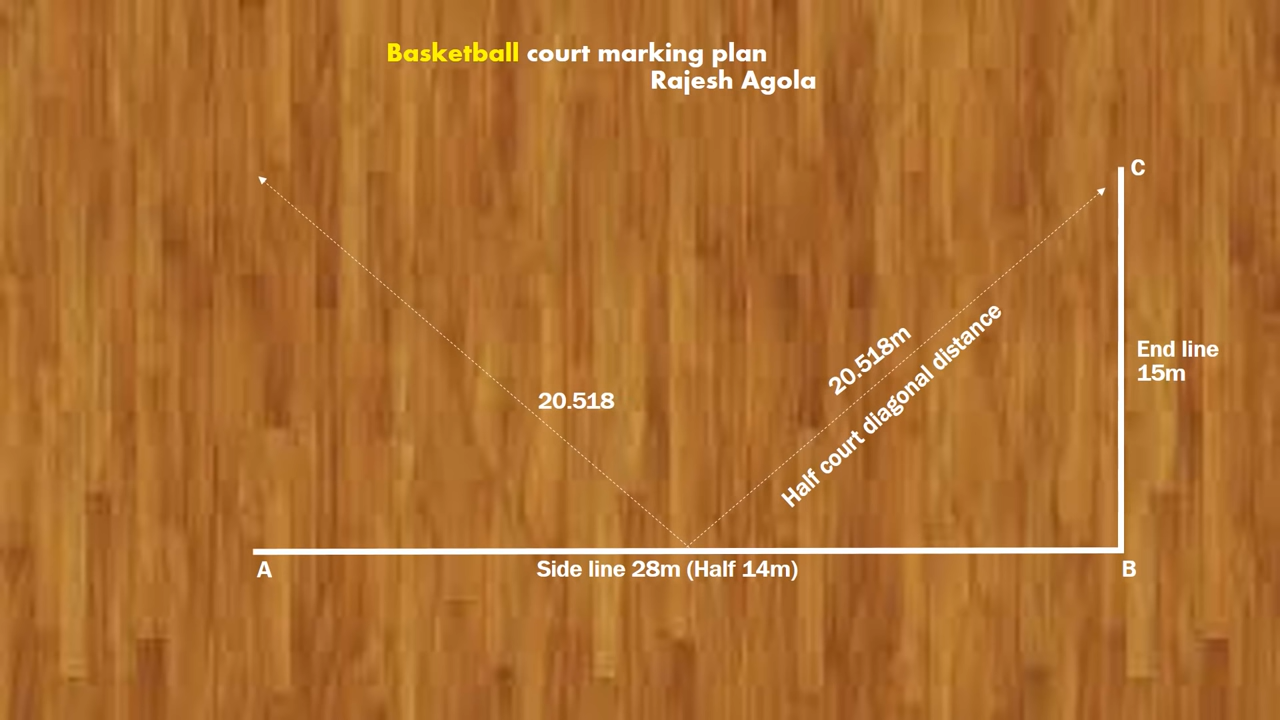 Basketball court marking plan
Rajesh Agola
C
20.518m
Half court diagonal distance
End line
15m
20.518
A
Side line 28m (Half 14m)
B